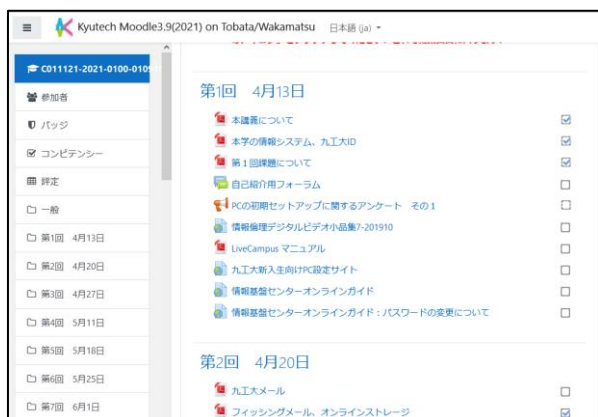 Kyutech Moodle3.9(2021) on Tobata/Wakamatsu 日本語 (ja)
C011121-2021-0100-010
参加者
バッジ
コンピテンシー
評定
一般
第1回 4月13日
第2回 4月20日
第3回 4月27日
第4回 5月11日
第5回 5月18日
第6回 5月25日
第7回 6月1日
第1回 4月13日
本講義について
本学の情報システム、九工大ID
第1回課題について
自己紹介用フォーラム
PCの初期セットアップに関するアンケート その1
情報倫理デジタルビデオ小品集7-201910
LiveCampus マニュアル
九工大新入生向けPC設定サイト
情報基盤センターオンラインガイド
情報基盤センターオンラインガイド：パスワードの変更について
第2回 4月20日
九工大メール
フィッシングメール、オンラインストレージ